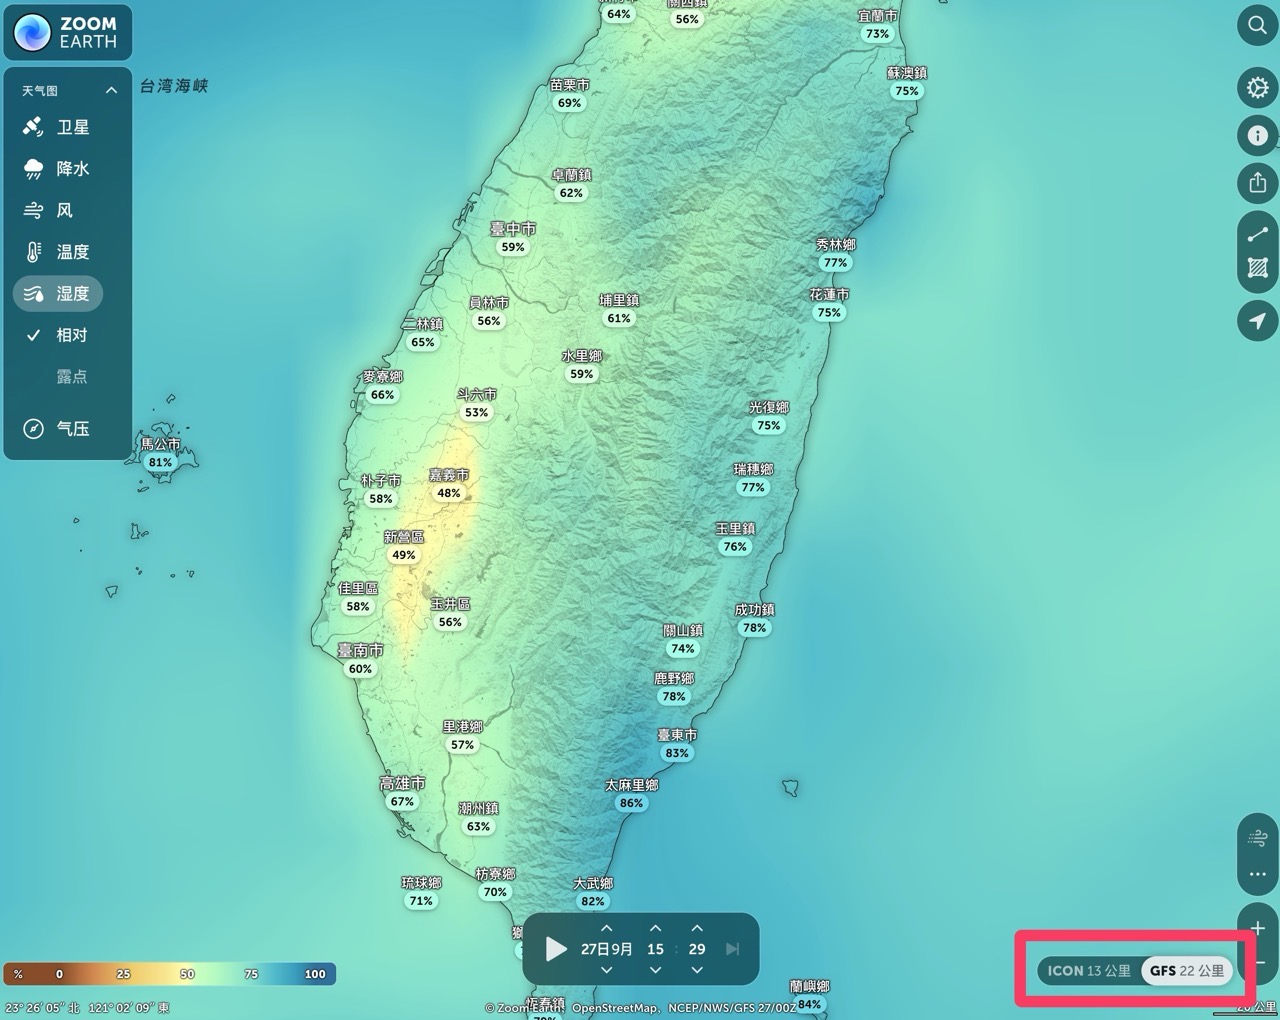 ZOOM
EARTH
天气图
卫星
降水
风
温度
湿度
相对
露点
气压
台湾海峡
64%
56%
宜蘭市
73%
蘇澳鎮
75%
苗栗市
69%
卓蘭鎮
62%
臺中市
59%
秀林鄉
77%
花蓮市
75%
員林市
56%
埔里鎮
61%
二林鎮
65%
水里鄉
59%
麥寮鄉
66%
斗六市
53%
光復鄉
75%
馬公市
81%
朴子市
58%
嘉義市
48%
瑞穗鄉
77%
新營區
49%
玉里鎮
76%
佳里區
58%
玉井區
56%
成功鎮
78%
關山鎮
74%
臺南市
60%
鹿野鄉
78%
里港鄉
57%
臺東市
83%
高雄市
67%
太麻里鄉
86%
潮州鎮
63%
琉球鄉
71%
枋寮鄉
70%
大武鄉
82%
27日9月 15 : 29
ICON 13 公里 GFS 22 公里
% 0 25 50 75 100
蘭嶼鄉
84%
恆春鎮
23° 26′ 05″ 北 121° 02′ 09″ 東
© Zoom Earth, OpenStreetMap, NCEP/NWS/GFS 27/00Z
20 公里